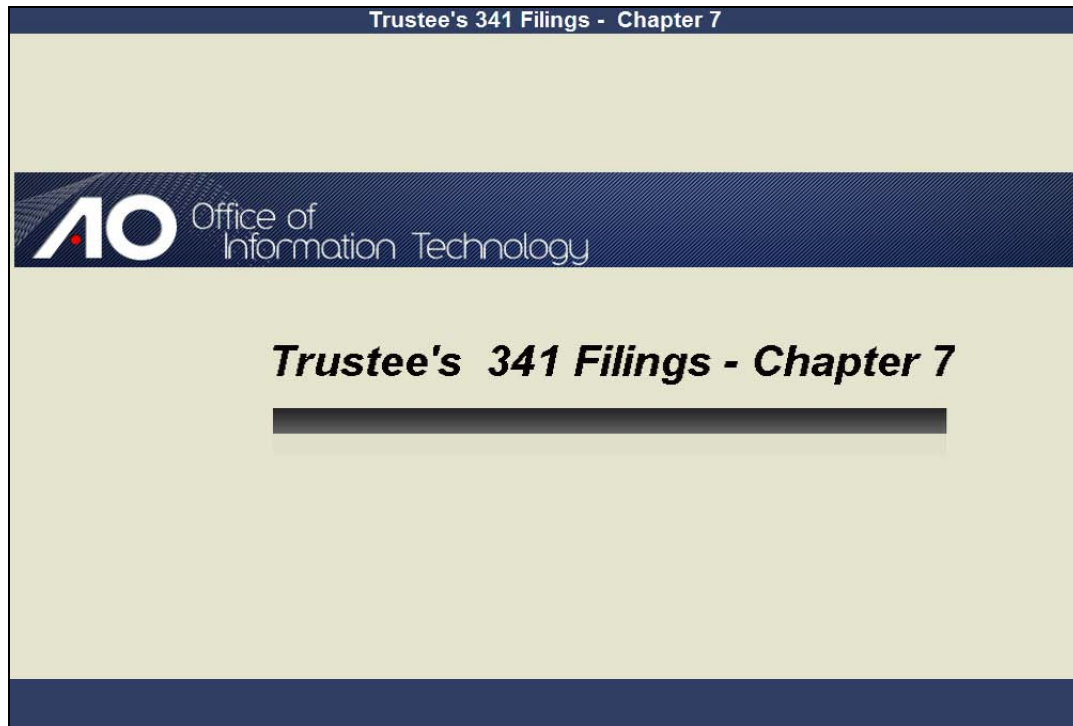 Trustee's 341 Filings - Chapter 7
AO Office of
Information Technology
Trustee's 341 Filings - Chapter 7